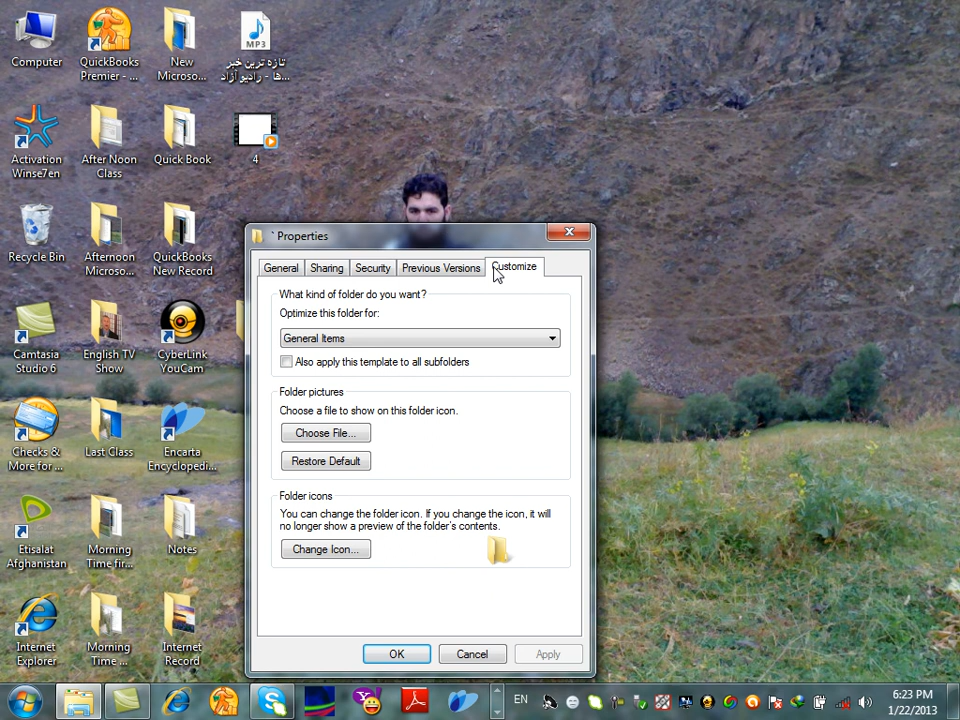 Computer
QuickBooks
Premier - ...
New
Microso...
MP3
تازه ترین خبر
ها - رادیو آزاد...
Activation
Winse7en
After Noon
Class
Quick Book
4
Recycle Bin
Afternoon
Microso...
QuickBooks
New Record
Camtasia
Studio 6
English TV
Show
CyberLink
YouCam
Checks &
More for ...
Last Class
Encarta
Encyclopedi...
Etisalat
Afghanistan
Morning
Time fir...
Notes
Internet
Explorer
Morning
Time ...
Internet
Record
` Properties
General
Sharing
Security
Previous Versions
Customize
What kind of folder do you want?
Optimize this folder for:
General Items
Also apply this template to all subfolders
Folder pictures
Choose a file to show on this folder icon.
Choose File...
Restore Default
Folder icons
You can change the folder icon. If you change the icon, it will
no longer show a preview of the folder's contents.
Change Icon...
OK
Cancel
Apply
EN
6:23 PM
1/22/2013